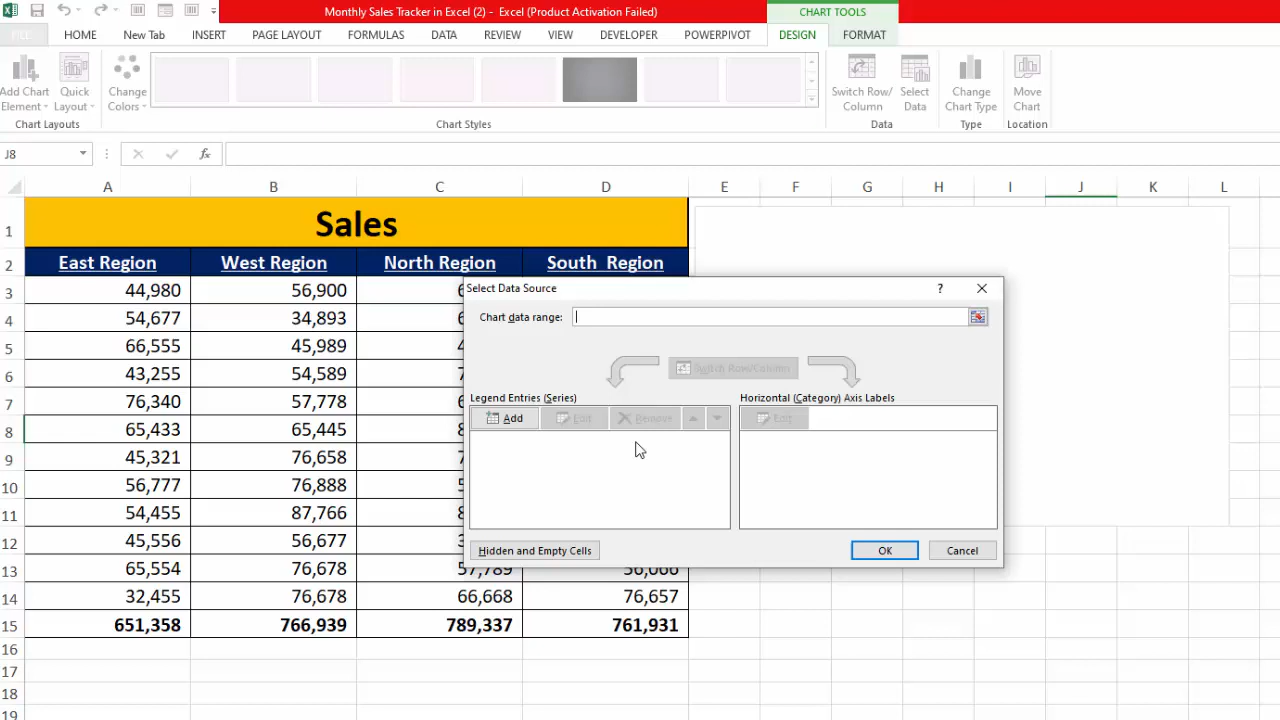 Monthly Sales Tracker in Excel (2) - Excel (Product Activation Failed)
CHART TOOLS
FILE HOME New Tab INSERT PAGE LAYOUT FORMULAS DATA REVIEW VIEW DEVELOPER POWERPIVOT DESIGN FORMAT
Add Chart Element Quick Layout Change Colors Switch Row/Column Select Data Change Chart Type Move Chart
Chart Layouts Chart Styles Data Type Location
J8 fx
A B C D E F G H I J K L
1 Sales
2 East Region West Region North Region South Region
3 44,980 56,900
4 54,677 34,893
5 66,555 45,989
6 43,255 54,589
7 76,340 57,778
8 65,433 65,445
9 45,321 76,658
10 56,777 76,888
11 54,455 87,766
12 45,556 56,677
13 65,554 76,678 57,789 56,066
14 32,455 76,678 66,668 76,657
15 651,358 766,939 789,337 761,931
16
17
18
19
Select Data Source ?
Chart data range:
Switch Row/Column
Legend Entries (Series) Horizontal (Category) Axis Labels
Add Edit Remove Edit
Hidden and Empty Cells OK Cancel